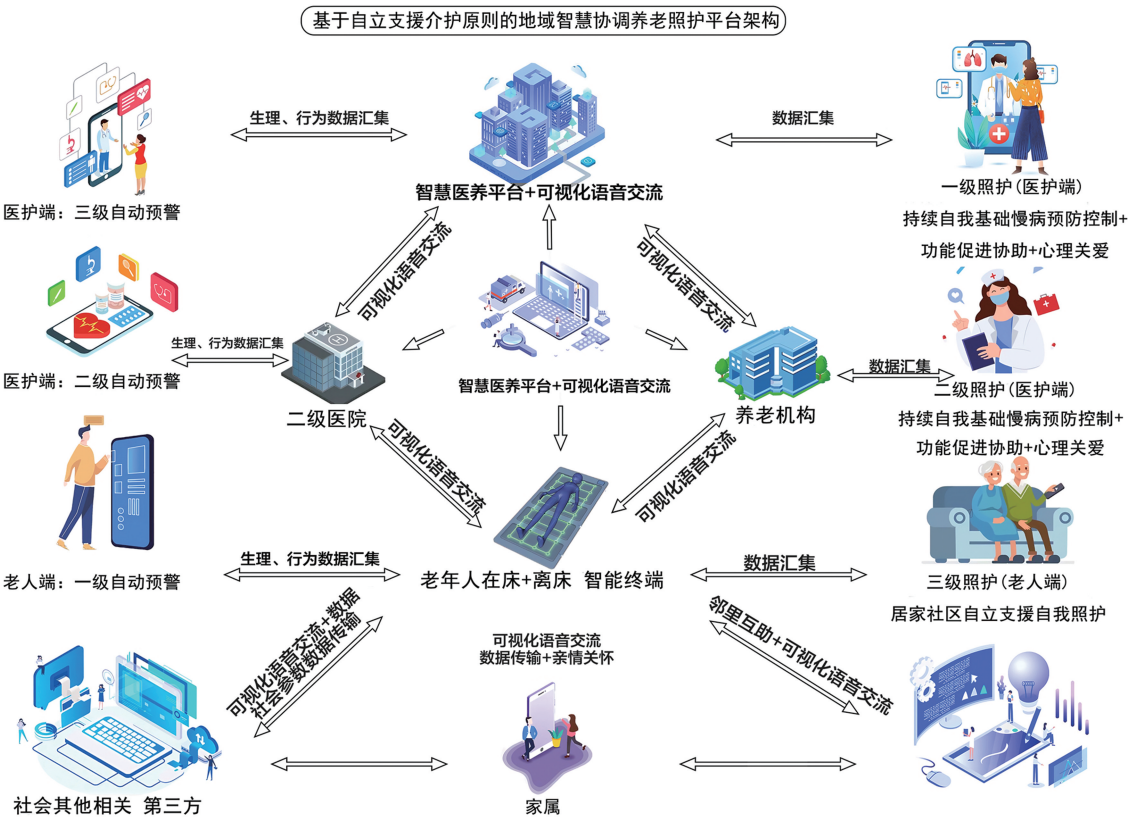 基于自立支援介护原则的地域智慧协调养老照护平台架构
生理、行为数据汇集
数据汇集
智慧医养平台+可视化语音交流
医护端：三级自动预警
一级照护(医护端)
持续自我基础慢病预防控制+
功能促进协助+心理关爱
可视化语音交流
可视化语音交流
生理、行为数据汇集
医护端：二级自动预警
二级医院
智慧医养平台+可视化语音交流
养老机构
数据汇集
二级照护(医护端)
持续自我基础慢病预防控制+
功能促进协助+心理关爱
可视化语音交流
可视化语音交流
老人端：一级自动预警
生理、行为数据汇集
老年人在床+离床 智能终端
数据汇集
三级照护(老人端)
居家社区自立支援自我照护
可视化语音交流+数据
社会参数数据传输
可视化语音交流
数据传输+亲情关怀
邻里互助+可视化语音交流
社会其他相关 第三方
家属